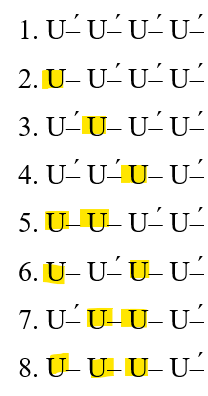 1. U–́ U–́ U–́ U–́
2. U– U–́ U–́ U–́
3. U–́ U– U–́ U–́
4. U–́ U–́ U– U–́
5. U– U– U–́ U–́
6. U– U–́ U– U–́
7. U–́ U– U– U–́
8. U– U– U– U–́